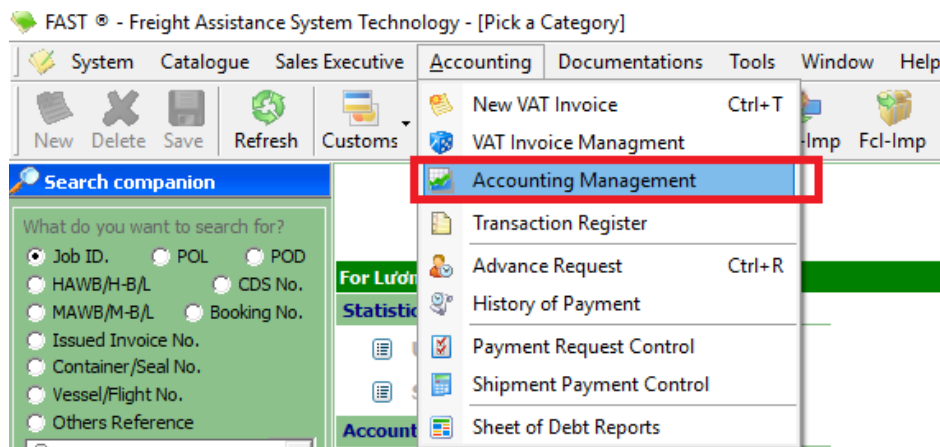 FAST ® - Freight Assistance System Technology - [Pick a Category]
System Catalogue Sales Executive Accounting Documentations Tools Window Help
New Delete Save Refresh Customs -Imp Fcl-Imp
New VAT Invoice Ctrl+T
VAT Invoice Managment
Accounting Management
Transaction Register
Advance Request Ctrl+R
History of Payment
Payment Request Control
Shipment Payment Control
Sheet of Debt Reports
Search companion
What do you want to search for?
Job ID. POL POD
HAWB/H-B/L CDS No.
MAWB/M-B/L Booking No.
Issued Invoice No.
Container/Seal No.
Vessel/Flight No.
Others Reference
For Lươn
Statistic
Account